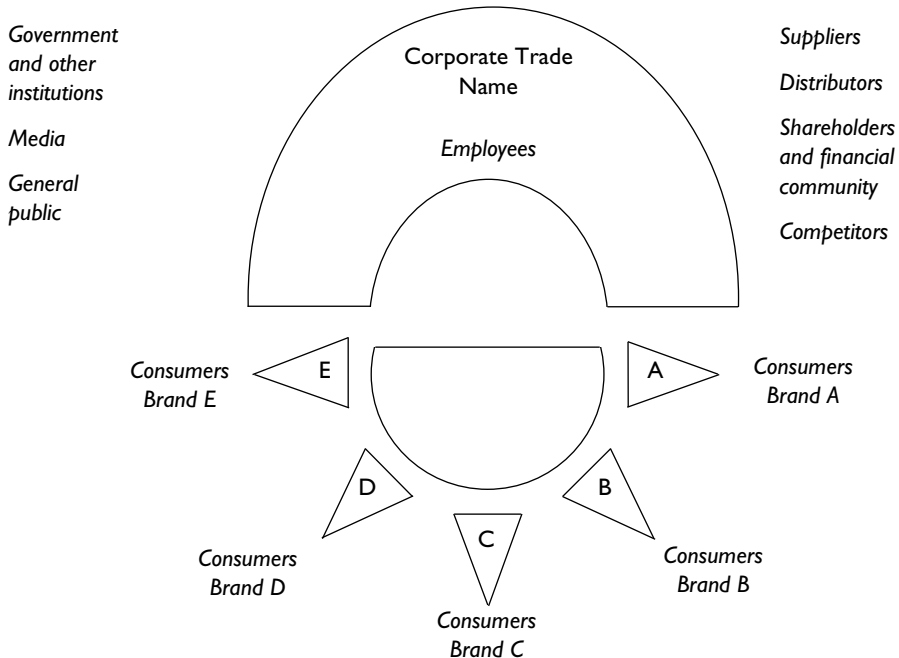 Government
and other
institutions
Media
General
public
Corporate Trade
Name
Employees
Suppliers
Distributors
Shareholders
and financial
community
Competitors
E
A
Consumers
Brand E
Consumers
Brand A
D
B
C
Consumers
Brand D
Consumers
Brand B
Consumers
Brand C